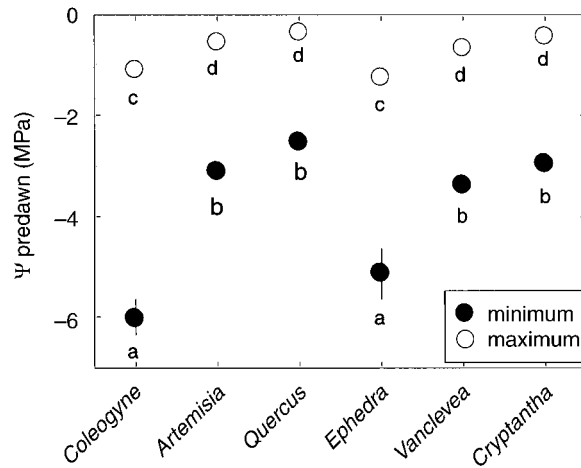 0
−2
−4
−6
Ψ predawn (MPa)
c
d
d
c
d
d
b
b
b
b
a
a
minimum
maximum
Coleogyne
Artemisia
Quercus
Ephedra
Vanclevea
Cryptantha